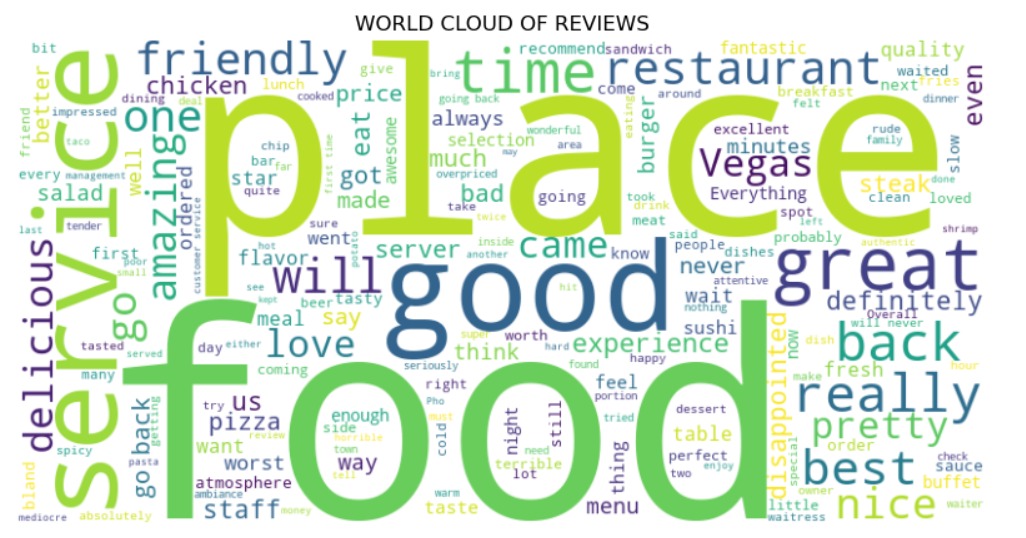 WORLD CLOUD OF REVIEWS
bit friendly time recommend sandwich fantastic quality
give bring restaurant waited
better chicken lunch cooked price going back come around breakfast next fries even
friend impressed dining deal felt dinner
service one place
taco eat awesome always wonderful eating burger excellent rude slow
management chip selection area minutes family
well amazing bar far first time much may Vegas
every star got overpriced steak done
salad ordered quite made bad going took Everything clean loved
take drink spot
last tender customer service sure twice meat left
delicious first went server inside came said people probably authentic shrimp
poor hot potato another know dishes great
small flavor will good never attentive
go see hit wait nothing definitely
kept beer tasty food Overall
meal say super worth sushi will never
tasted day either love think hard experience now dish back
served seriously found happy
many coming disappointed make fresh hour
right feel really
go back getting try us Pho portion dessert
pizza enough must night still tried pretty
want review side cold table order
spicy horrible need perfect special
pasta worst town way terrible thing two enjoy best check
bland atmosphere tell lot sauce
ambiance warm owner buffet
staff money taste menu little nice waiter
mediocre absolutely waitress